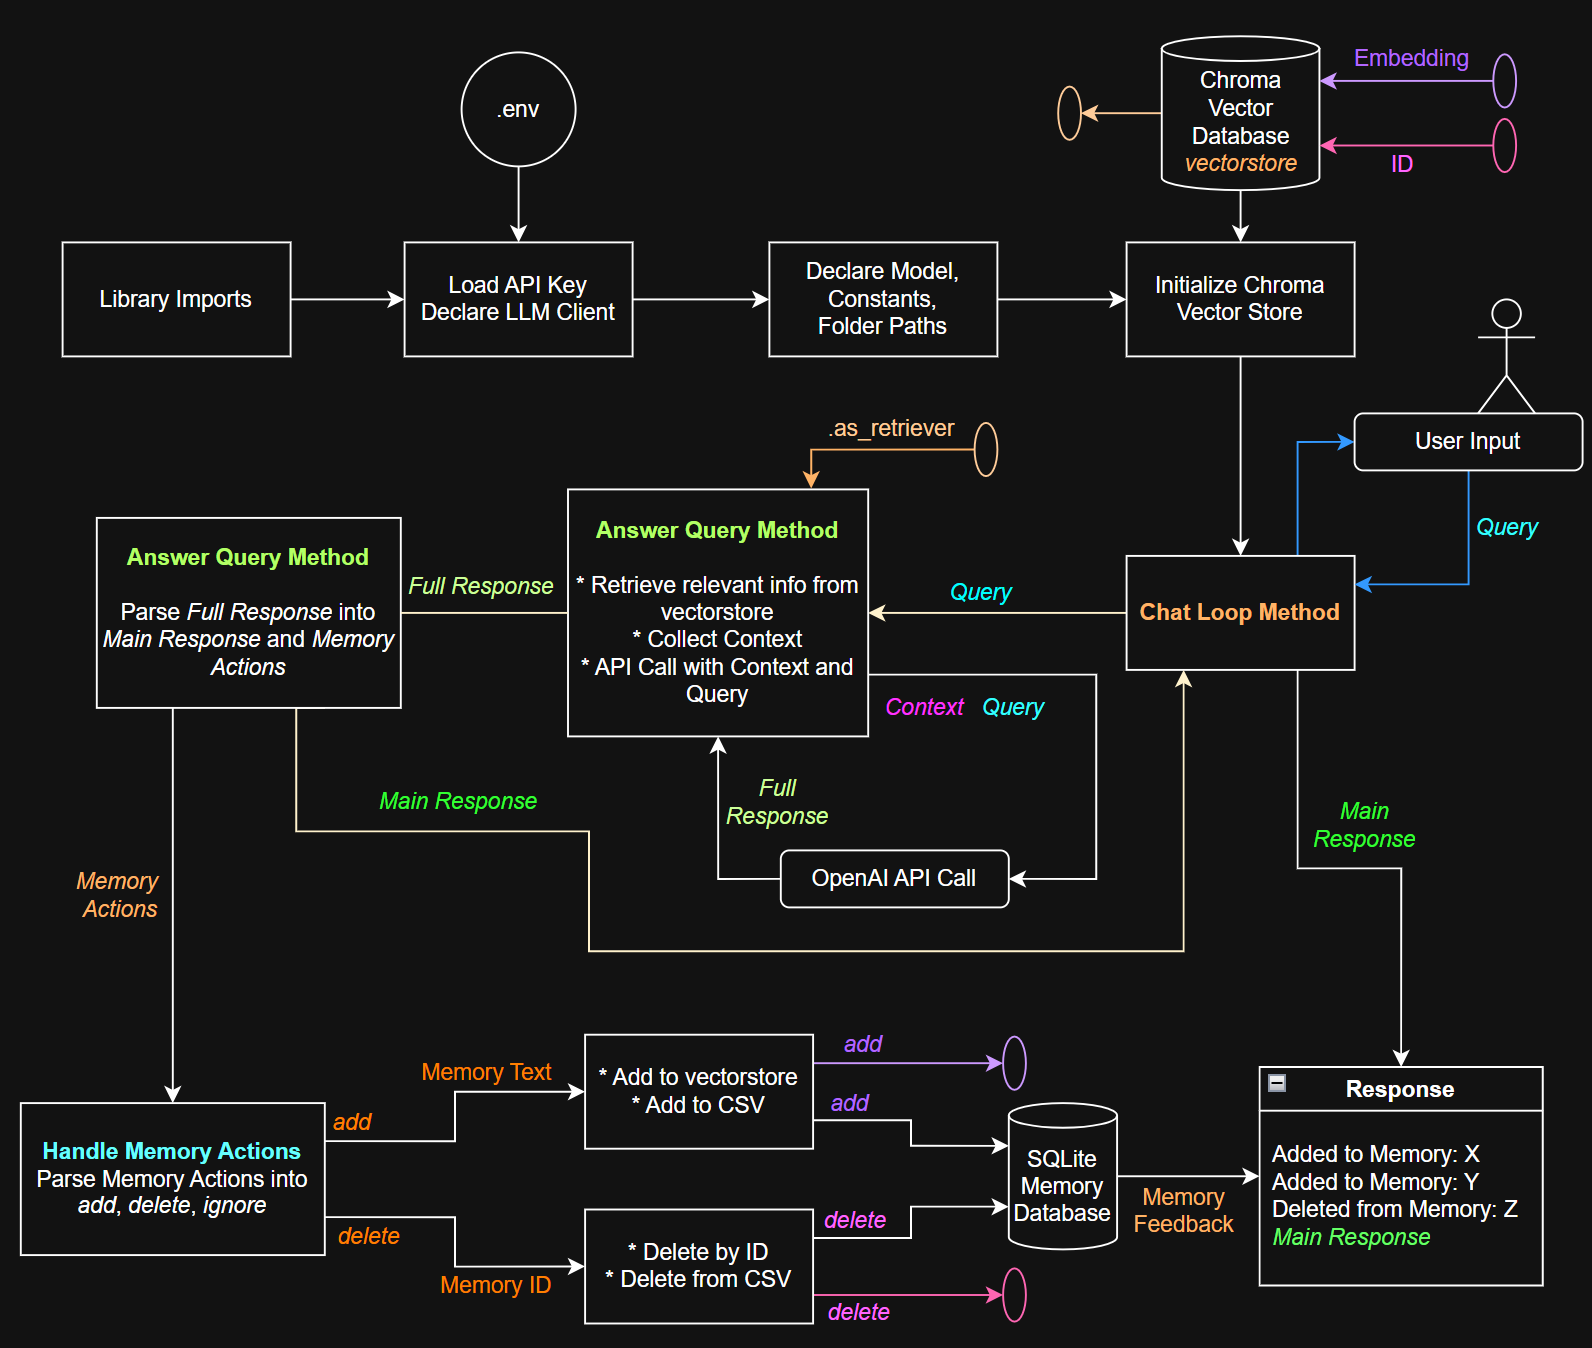 .env
Chroma
Vector
Database
vectorstore
Embedding
ID
Library Imports
Load API Key
Declare LLM Client
Declare Model,
Constants,
Folder Paths
Initialize Chroma
Vector Store
User Input
Query
.as_retriever
Answer Query Method
Parse Full Response into
Main Response and Memory
Actions
Full Response
Answer Query Method
* Retrieve relevant info from
vectorstore
* Collect Context
* API Call with Context and
Query
Query
Chat Loop Method
Context Query
Full
Response
OpenAI API Call
Main Response
Main
Response
Memory
Actions
Handle Memory Actions
Parse Memory Actions into
add, delete, ignore
add
Memory Text
delete
Memory ID
* Add to vectorstore
* Add to CSV
add
add
* Delete by ID
* Delete from CSV
delete
delete
SQLite
Memory
Database
Memory
Feedback
Response
Added to Memory: X
Added to Memory: Y
Deleted from Memory: Z
Main Response